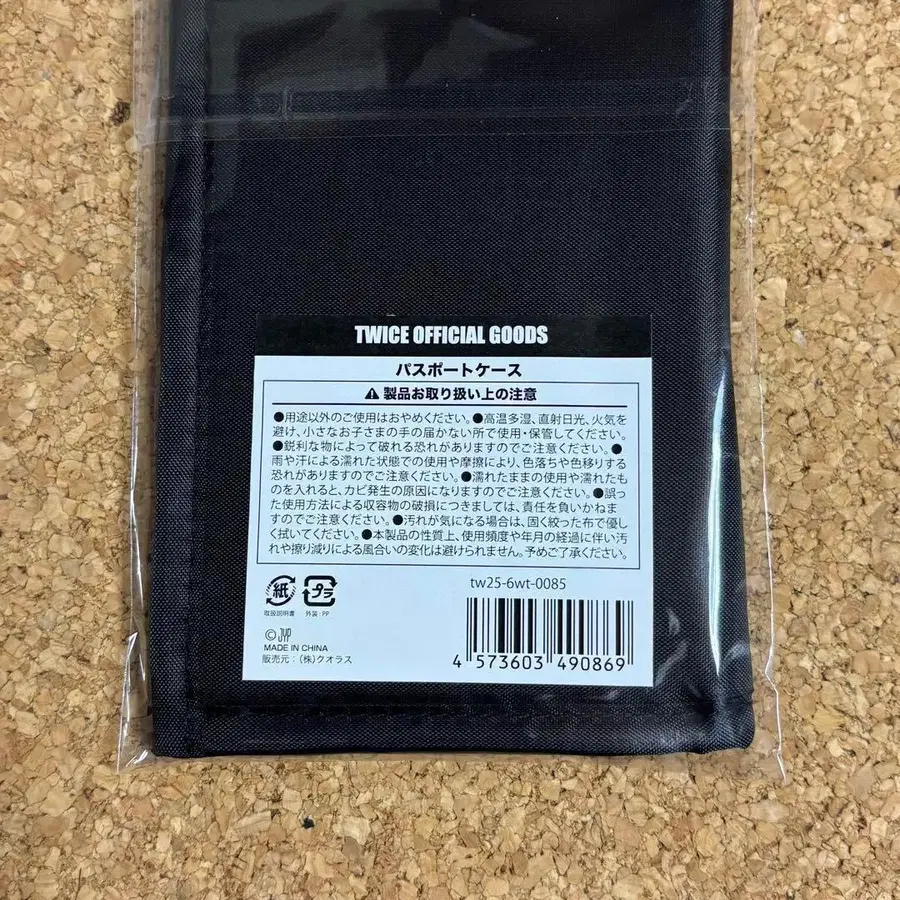 TWICE OFFICIAL GOODS
パスポートケース
⚠ 製品お取り扱い上の注意
●用途以外のご使用はおやめください。●高温多湿、直射日光、火気を
避け、小さなお子さまの手の届かない所で使用・保管してください。
●鋭利な物によって破れる恐れがありますのでご注意ください。●
雨や汗による濡れた状態での使用や摩擦により、色落ちや色移りする
恐れがありますのでご注意ください。●濡れたままの使用や濡れたも
のを入れると、カビ発生の原因になりますのでご注意ください。●誤っ
た使用方法による収容物の破損につきましては、責任を負いかねま
すのでご注意ください。●汚れが気になる場合は、固く絞った布で優し
く拭いてください。●本製品の性質上、使用頻度や年月の経過に伴い汚
れや擦り減りによる風合いの変化は避けられません。予めご了承ください。
紙
取扱説明書
プラ
外装:PP
tw25-6wt-0085
©JYP
MADE IN CHINA
販売元:(株)クオラス
4 573603 490869